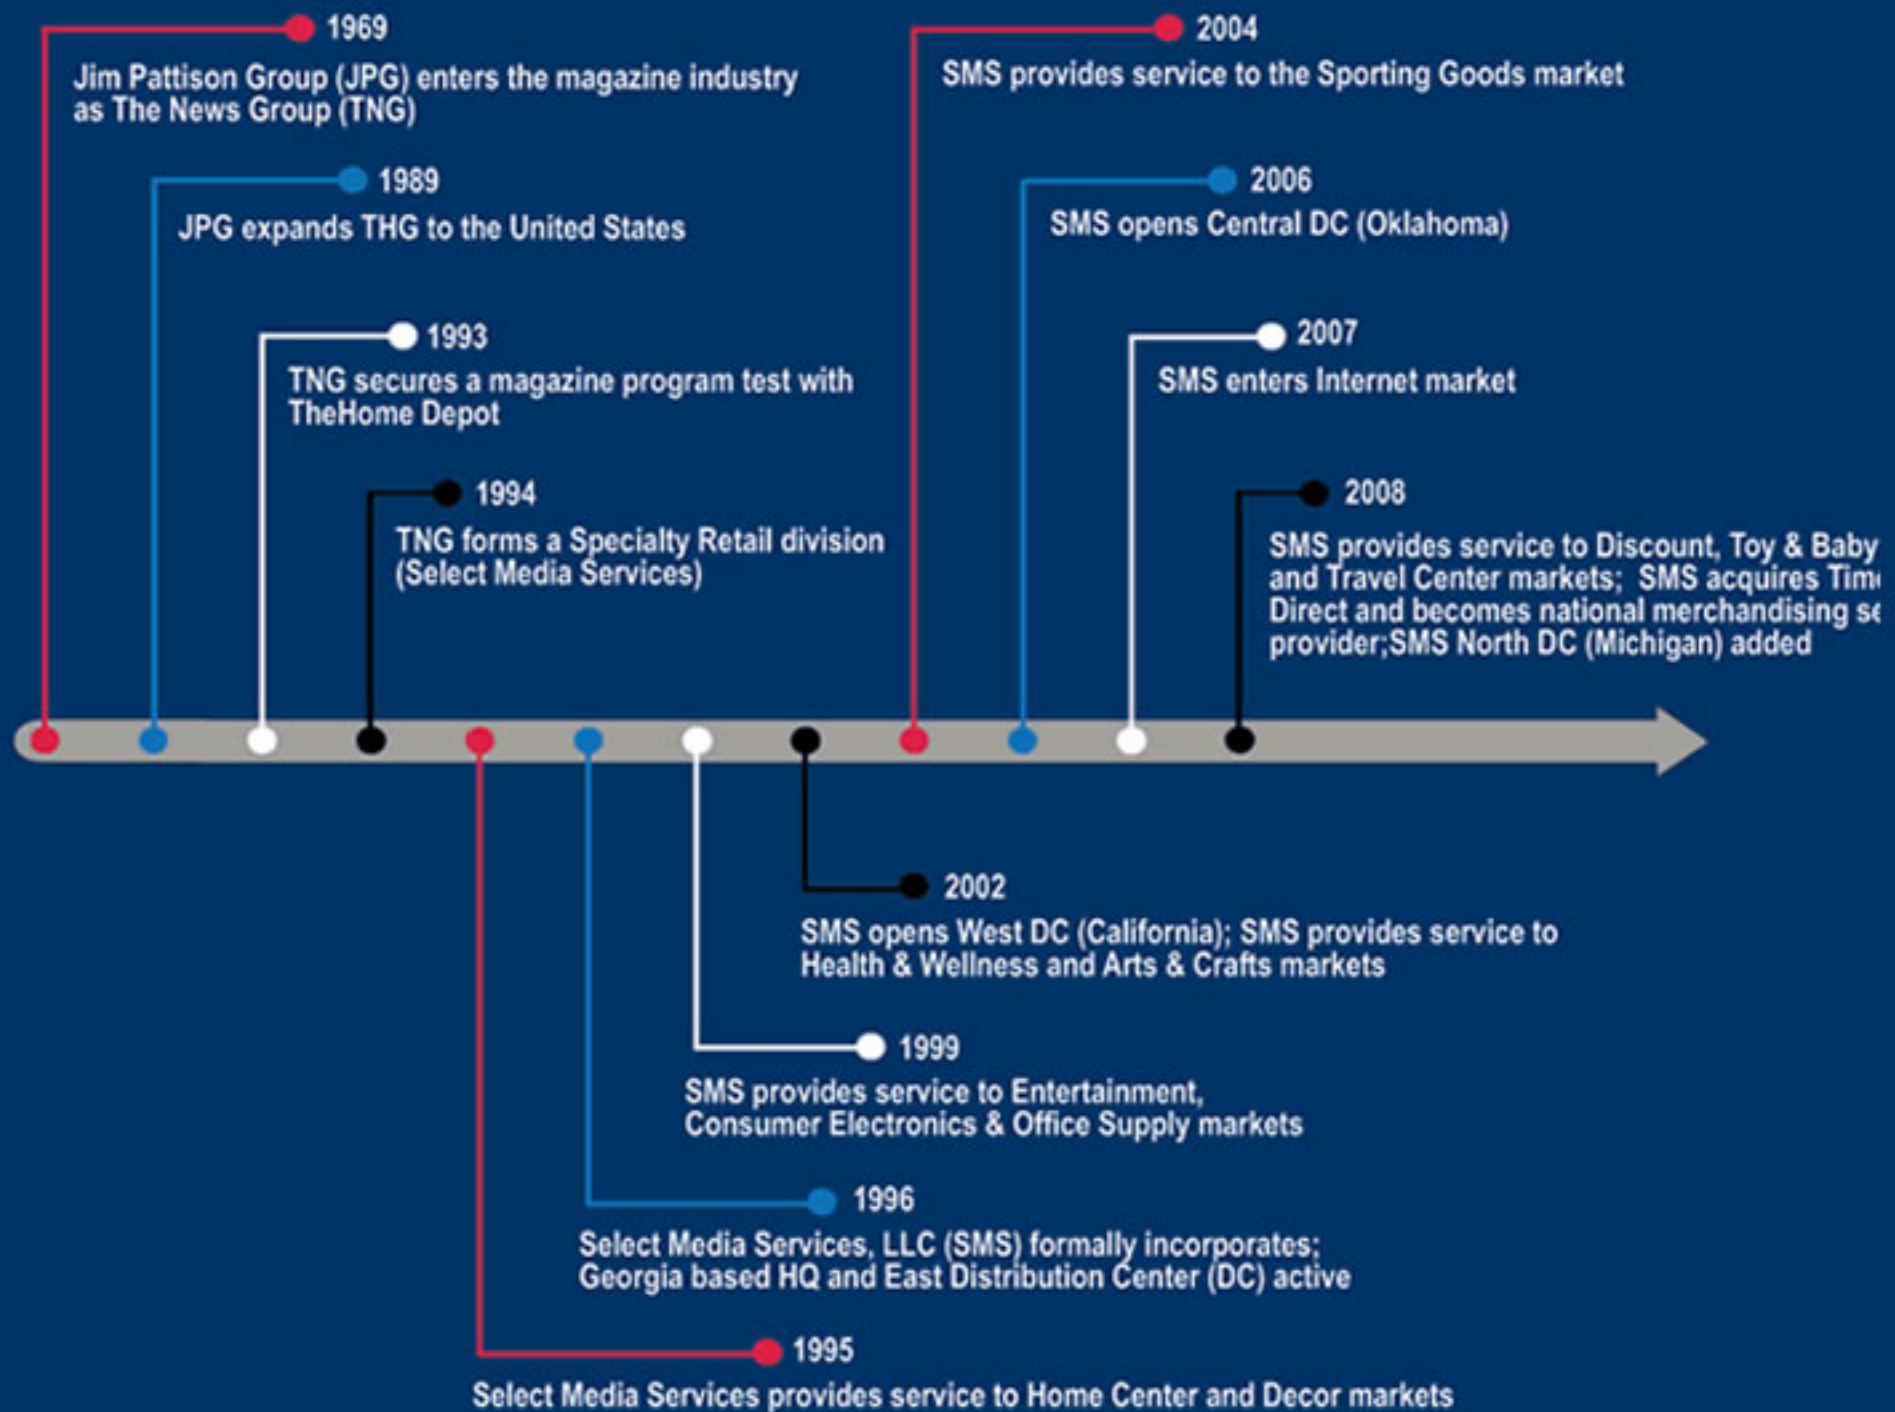 1969
Jim Pattison Group (JPG) enters the magazine industry
as The News Group (TNG)
1989
JPG expands THG to the United States
1993
TNG secures a magazine program test with
TheHome Depot
1994
TNG forms a Specialty Retail division
(Select Media Services)
2004
SMS provides service to the Sporting Goods market
2006
SMS opens Central DC (Oklahoma)
2007
SMS enters Internet market
2008
SMS provides service to Discount, Toy & Baby
and Travel Center markets; SMS acquires
Direct and becomes national merchandising
provider;SMS North DC (Michigan) added
2002
SMS opens West DC (California); SMS provides service to
Health & Wellness and Arts & Crafts markets
1999
SMS provides service to Entertainment,
Consumer Electronics & Office Supply markets
1996
Select Media Services, LLC (SMS) formally incorporates;
Georgia based HQ and East Distribution Center (DC) active
1995
Select Media Services provides service to Home Center and Decor markets